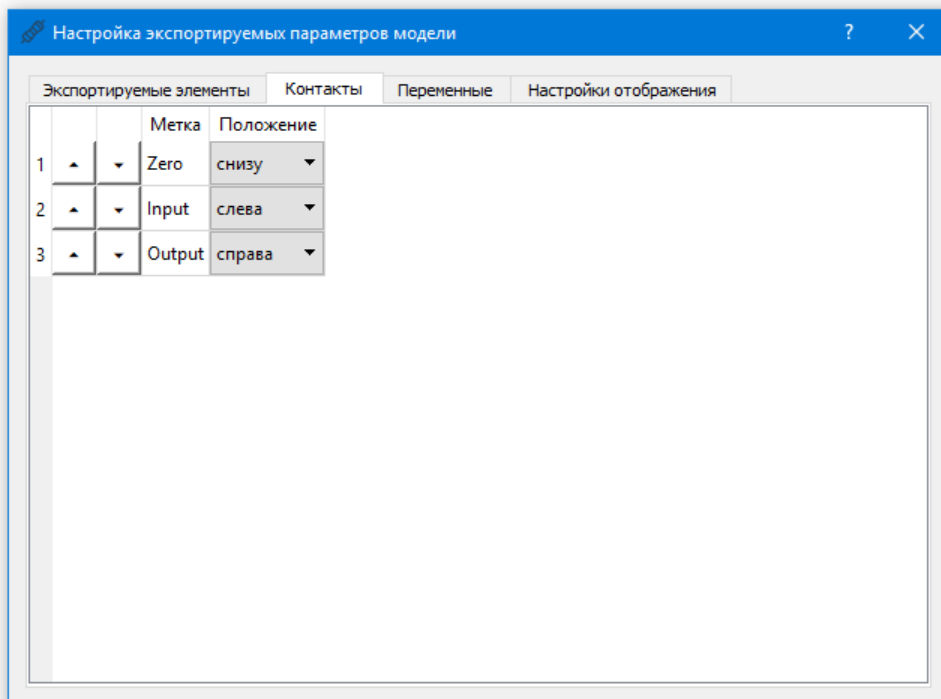 Настройка экспортируемых параметров модели ?
Экспортируемые элементы Контакты Переменные Настройки отображения
Метка Положение
1 Zero снизу
2 Input слева
3 Output справа